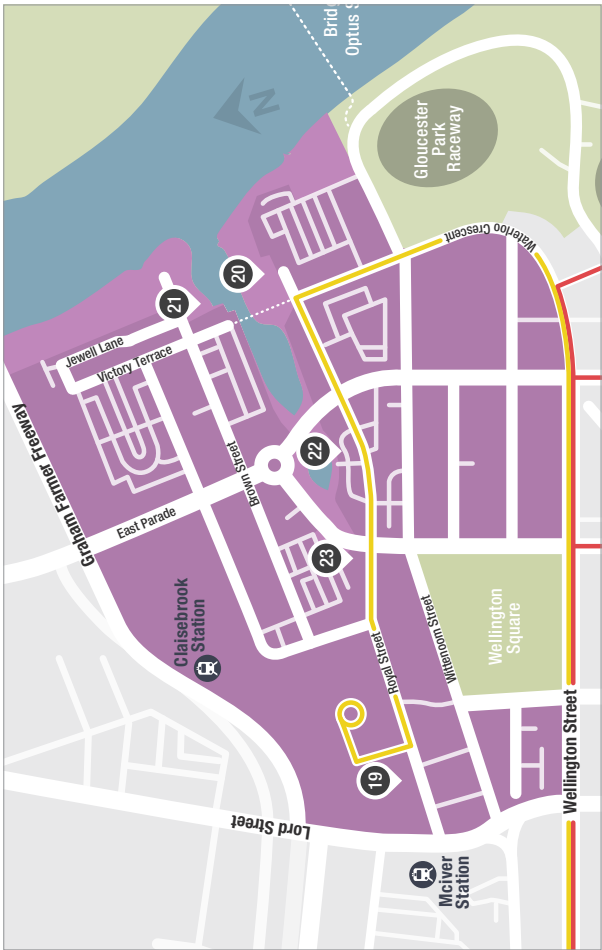 Bridge
Optus S
N
Gloucester
Park
Raceway
Waterloo Crescent
20
21
Jewell Lane
Victory Terrace
Graham Farmer Freeway
East Parade
Brown Street
22
23
Claisebrook
Station
Royal Street
Wittenoom Street
Wellington
Square
19
Lord Street
Wellington Street
Mciver
Station